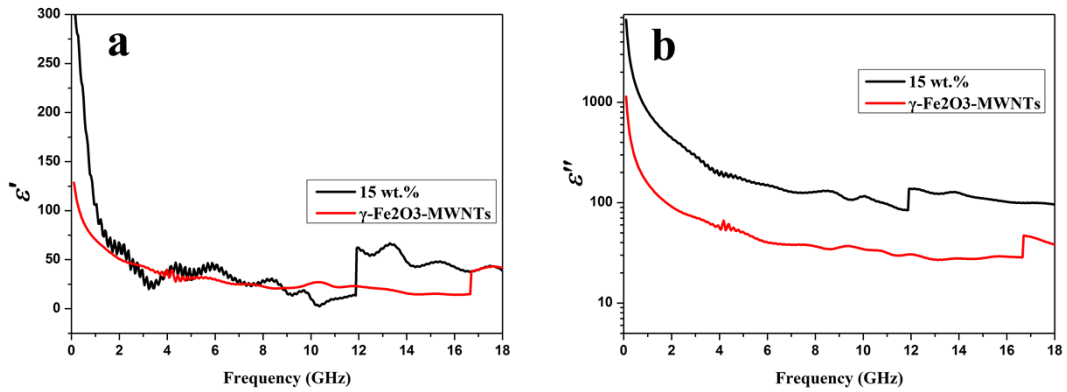 a
300
250
200
150
100
50
0
ε'
15 wt.%
γ-Fe2O3-MWNTs
0 2 4 6 8 10 12 14 16 18
Frequency (GHz)
b
1000
100
10
ε''
15 wt.%
γ-Fe2O3-MWNTs
0 2 4 6 8 10 12 14 16 18
Frequency (GHz)